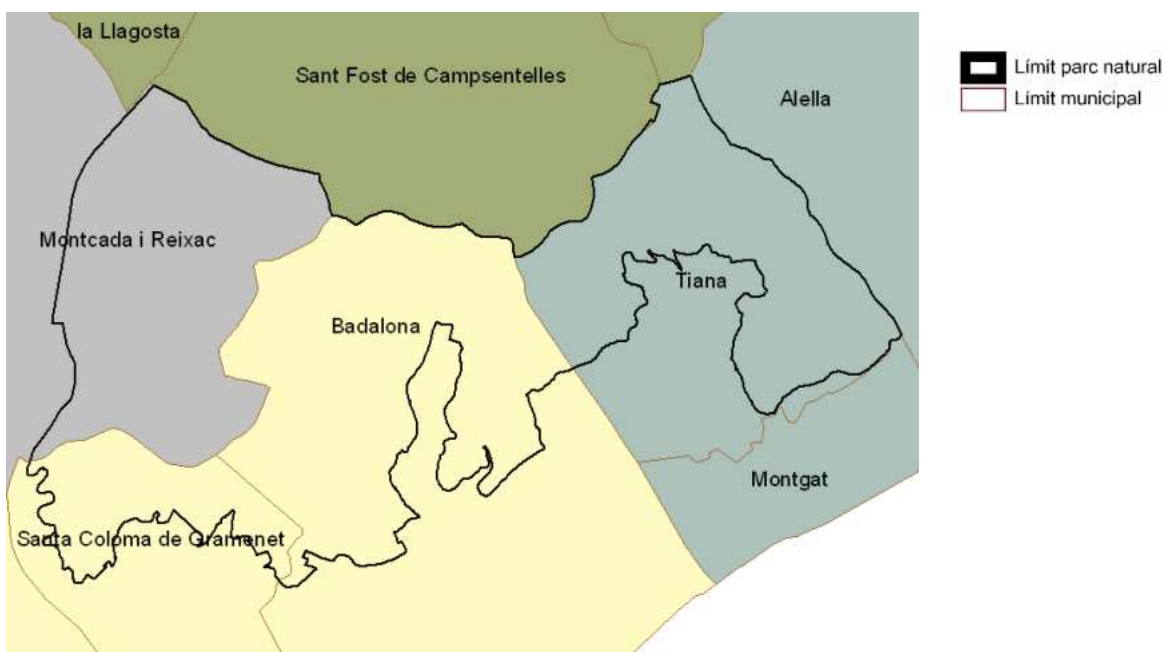 la Llagosta
Sant Fost de Campsentelles
Alella
Montcada i Reixac
Tiana
Badalona
Montgat
Santa Coloma de Gramenet
Límit parc natural
Límit municipal